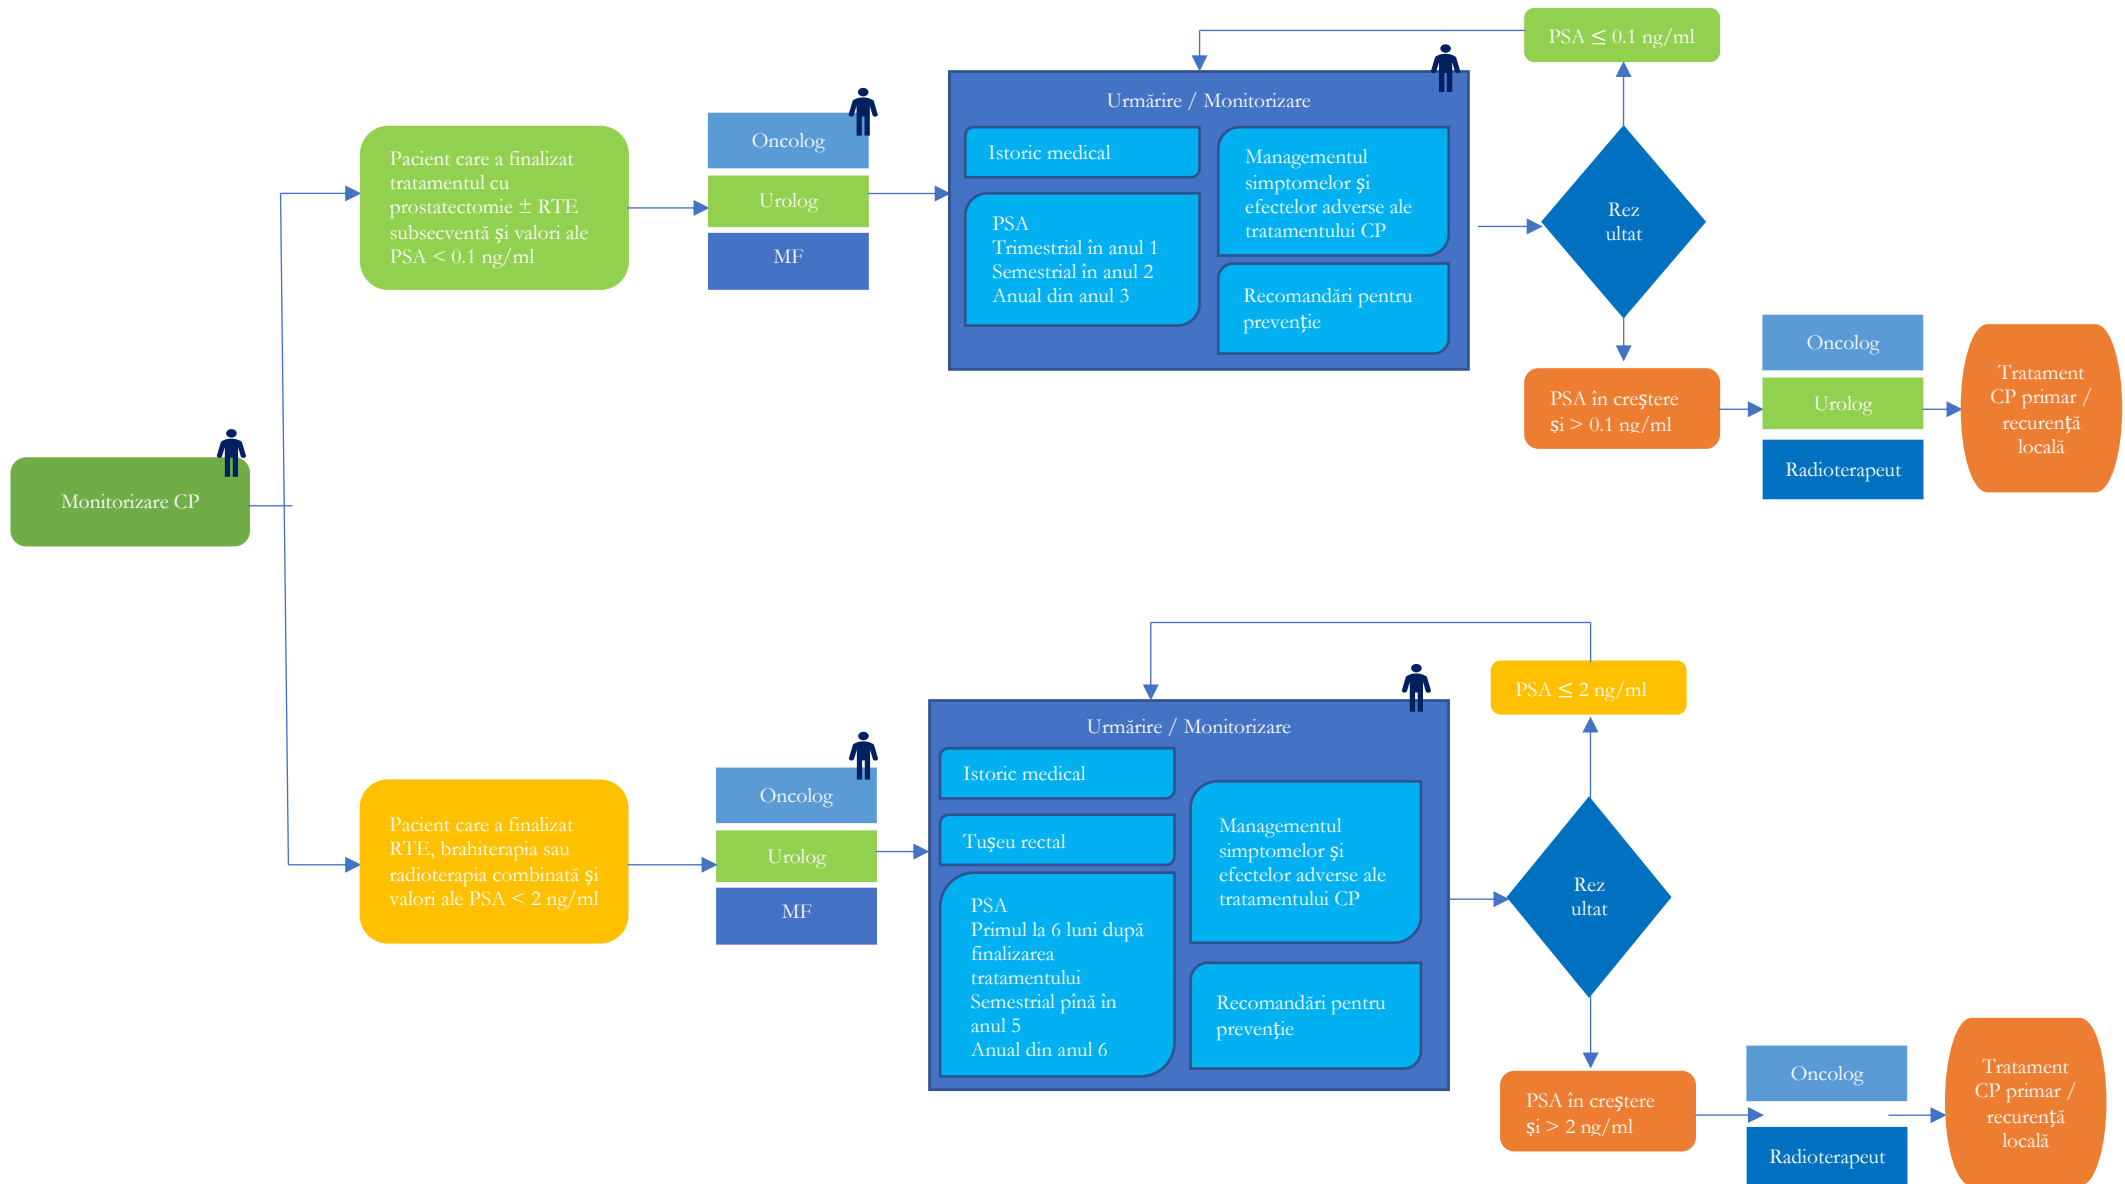 Monitorizare CP
Pacient care a finalizat
tratamentul cu
prostatectomie ± RTE
subsecventă și valori ale
PSA < 0.1 ng/ml
Oncolog
Urolog
MF
Urmărire / Monitorizare
Istoric medical
PSA
Trimestrial în anul 1
Semestrial în anul 2
Anual din anul 3
Managementul
simptomelor și
efectelor adverse ale
tratamentului CP
Recomandări pentru
prevenție
Rez
ultat
PSA ≤ 0.1 ng/ml
PSA în creștere
și > 0.1 ng/ml
Oncolog
Urolog
Radioterapeut
Tratament
CP primar /
recurență
locală
Pacient care a finalizat
RTE, brahiterapia sau
radioterapia combinată și
valori ale PSA < 2 ng/ml
Oncolog
Urolog
MF
Urmărire / Monitorizare
Istoric medical
Tușeu rectal
PSA
Primul la 6 luni după
finalizarea
tratamentului
Semestrial pînă în
anul 5
Anual din anul 6
Managementul
simptomelor și
efectelor adverse ale
tratamentului CP
Recomandări pentru
prevenție
Rez
ultat
PSA ≤ 2 ng/ml
PSA în creștere
și > 2 ng/ml
Oncolog
Radioterapeut
Tratament
CP primar /
recurență
locală